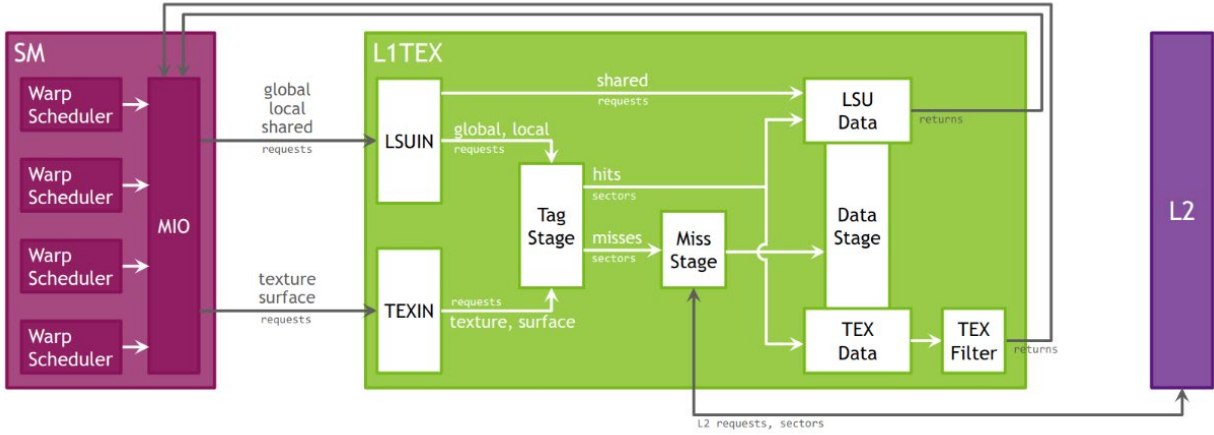 SM
Warp
Scheduler
Warp
Scheduler
Warp
Scheduler
Warp
Scheduler
MIO
global
local
shared
requests
texture
surface
requests
L1TEX
LSUIN
TEXIN
shared
requests
global, local
requests
requests
texture, surface
Tag
Stage
hits
sectors
misses
sectors
Miss
Stage
LSU
Data
Data
Stage
TEX
Data
TEX
Filter
returns
returns
L2 requests, sectors
L2